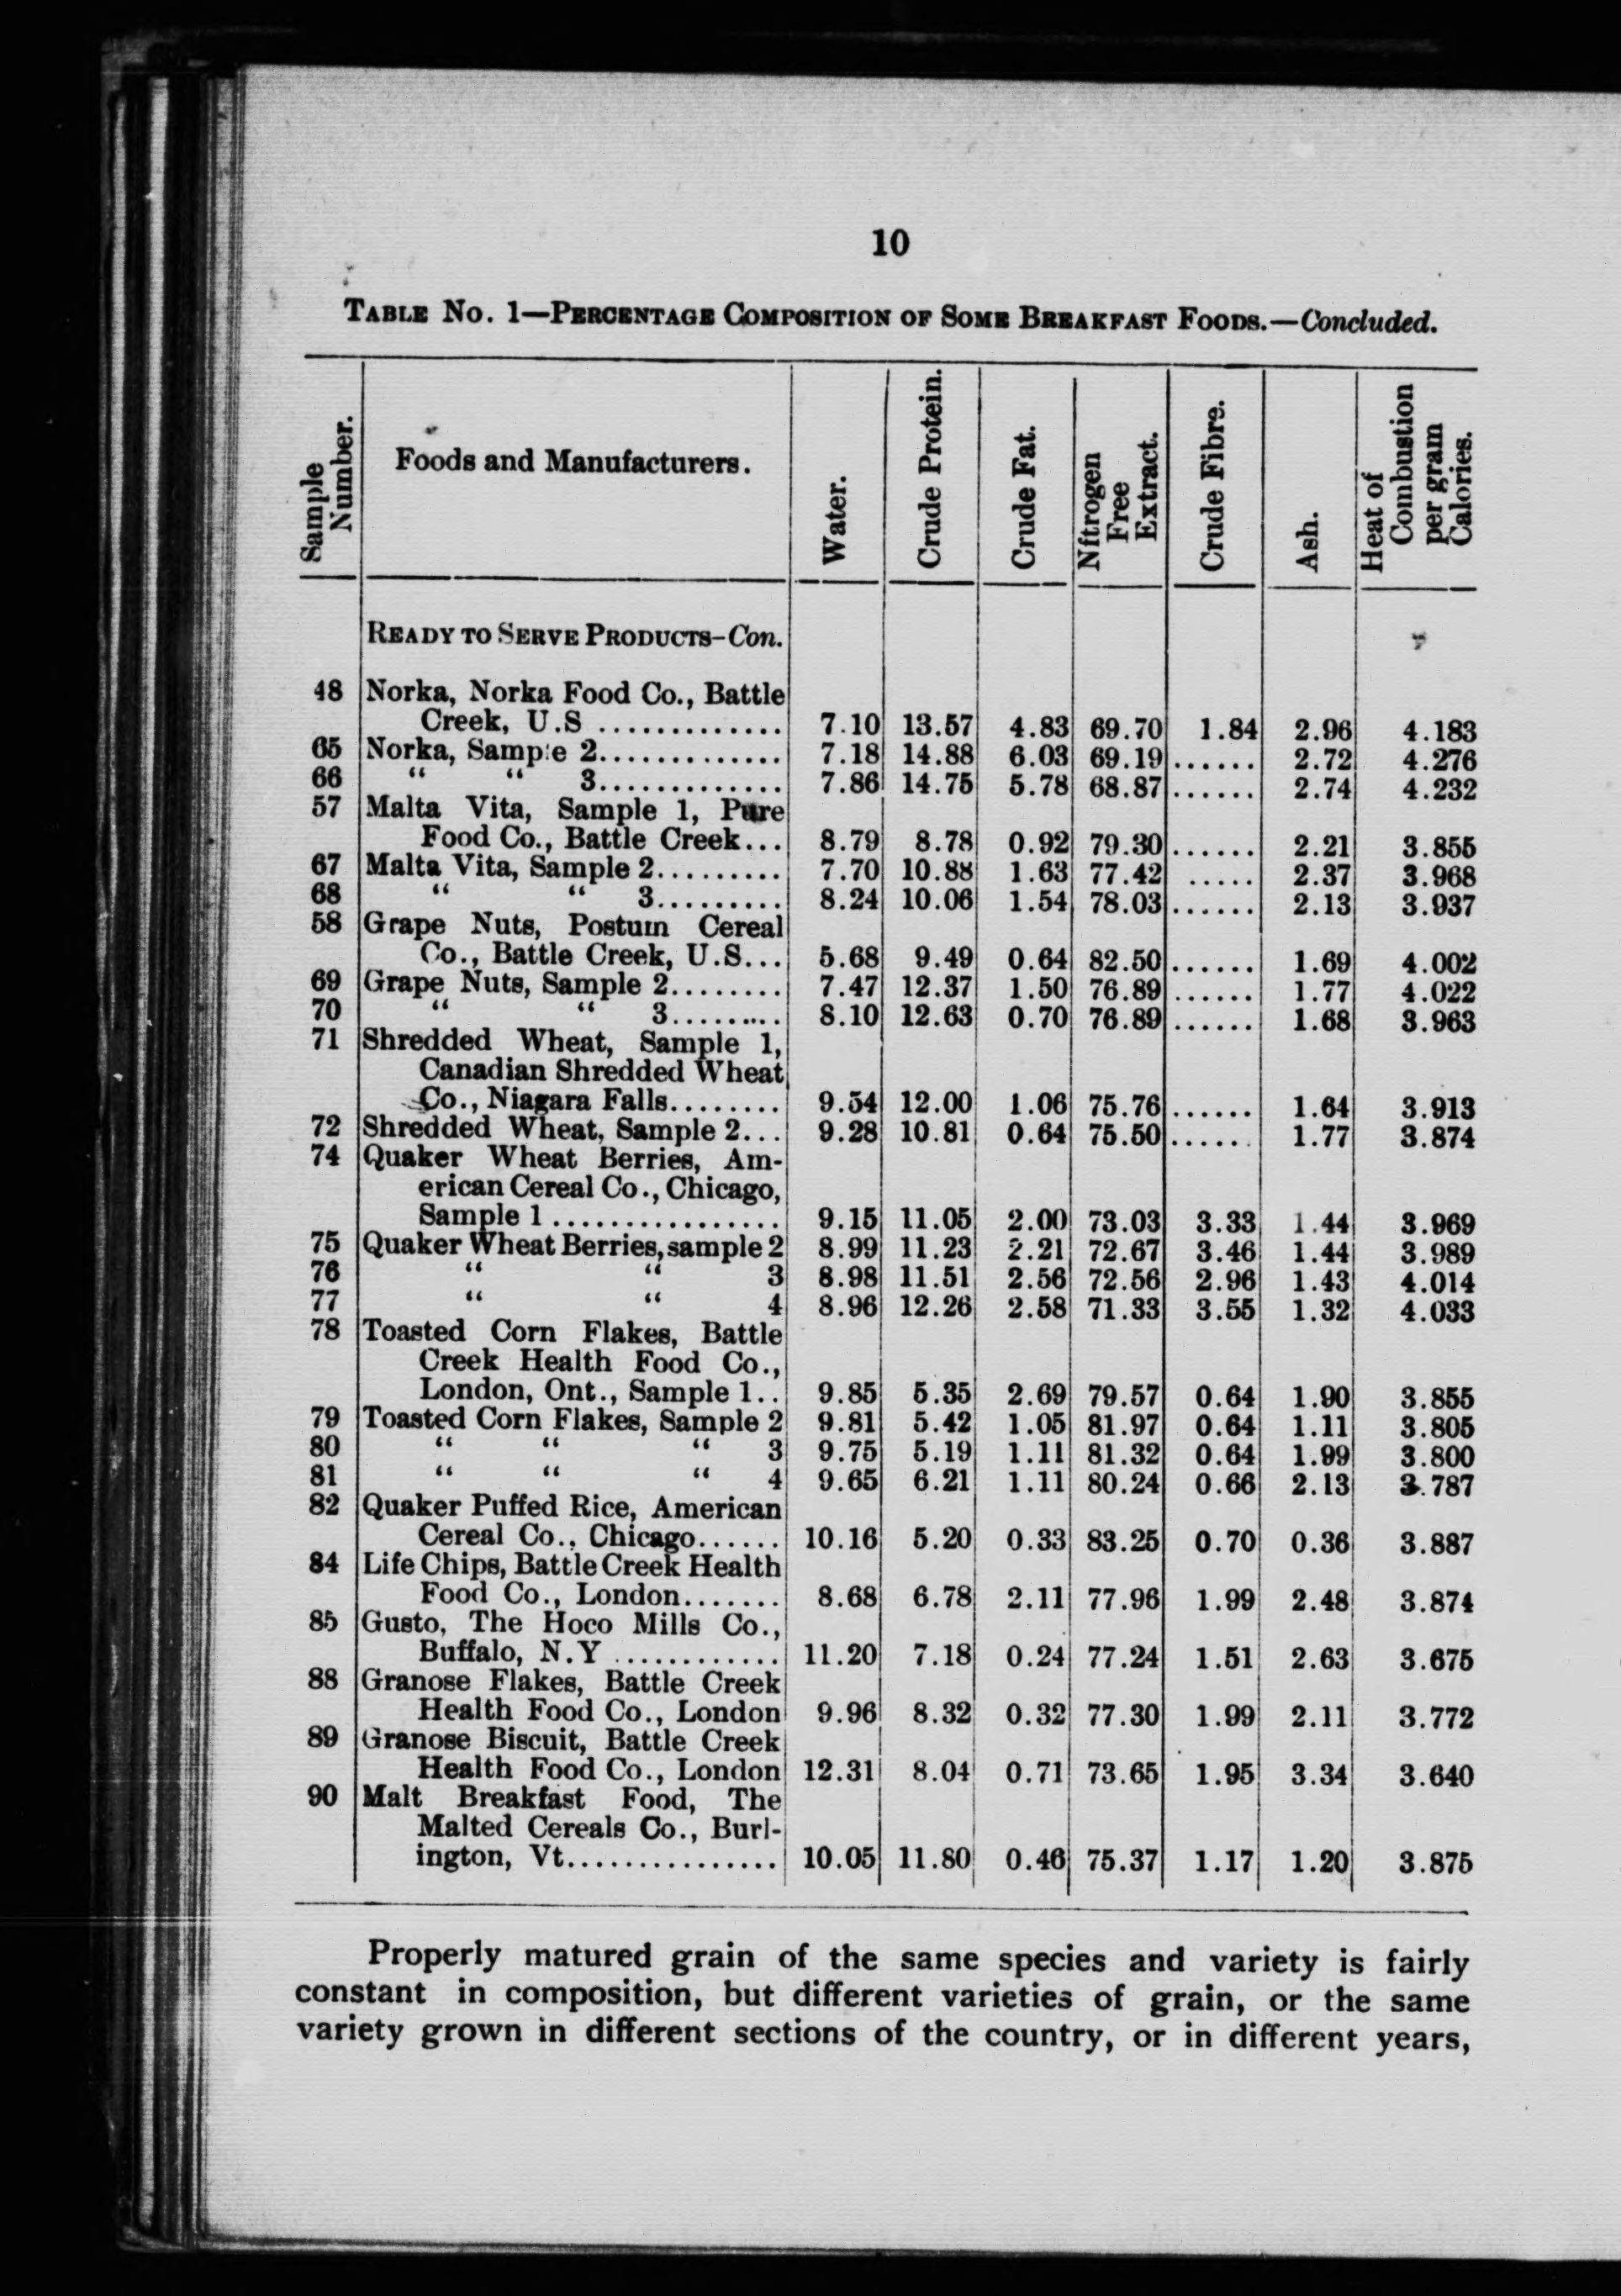 10
TABLE NO. 1—PERCENTAGE COMPOSITION OF SOME BREAKFAST FOODS.—Concluded.
Sample Number.
Foods and Manufacturers.
Water.
Crude Protein.
Crude Fat.
Nitrogen Free Extract.
Crude Fibre.
Ash.
Heat of Combustion per gram Calories.
READY TO SERVE PRODUCTS-Con.
48 Norka, Norka Food Co., Battle
Creek, U.S .............. 7.10 13.57 4.83 69.70 1.84 2.96 4.183
65 Norka, Sample 2............. 7.18 14.88 6.03 69.19 ...... 2.72 4.276
66 “ “ 3............. 7.86 14.75 5.78 68.87 ...... 2.74 4.232
57 Malta Vita, Sample 1, Pure
Food Co., Battle Creek... 8.79 8.78 0.92 79.30 ...... 2.21 3.855
67 Malta Vita, Sample 2......... 7.70 10.88 1.63 77.42 ..... 2.37 3.968
68 “ “ 3......... 8.24 10.06 1.54 78.03 ...... 2.13 3.937
58 Grape Nuts, Postum Cereal
Co., Battle Creek, U.S... 5.68 9.49 0.64 82.50 ...... 1.69 4.002
69 Grape Nuts, Sample 2........ 7.47 12.37 1.50 76.89 ...... 1.77 4.022
70 “ “ 3......... 8.10 12.63 0.70 76.89 ...... 1.68 3.963
71 Shredded Wheat, Sample 1,
Canadian Shredded Wheat
Co., Niagara Falls........ 9.54 12.00 1.06 75.76 ...... 1.64 3.913
72 Shredded Wheat, Sample 2... 9.28 10.81 0.64 75.50 ...... 1.77 3.874
74 Quaker Wheat Berries, Am-
erican Cereal Co., Chicago,
Sample 1 ................ 9.15 11.05 2.00 73.03 3.33 1.44 3.969
75 Quaker Wheat Berries, sample 2 8.99 11.23 2.21 72.67 3.46 1.44 3.989
76 “ “ 3 8.98 11.51 2.56 72.56 2.96 1.43 4.014
77 “ “ 4 8.96 12.26 2.58 71.33 3.55 1.32 4.033
78 Toasted Corn Flakes, Battle
Creek Health Food Co.,
London, Ont., Sample 1.. 9.85 5.35 2.69 79.57 0.64 1.90 3.855
79 Toasted Corn Flakes, Sample 2 9.81 5.42 1.05 81.97 0.64 1.11 3.805
80 “ “ “ 3 9.75 5.19 1.11 81.32 0.64 1.99 3.800
81 “ “ “ 4 9.65 6.21 1.11 80.24 0.66 2.13 3.787
82 Quaker Puffed Rice, American
Cereal Co., Chicago...... 10.16 5.20 0.33 83.25 0.70 0.36 3.887
84 Life Chips, Battle Creek Health
Food Co., London....... 8.68 6.78 2.11 77.96 1.99 2.48 3.874
85 Gusto, The Hoco Mills Co.,
Buffalo, N.Y ............ 11.20 7.18 0.24 77.24 1.51 2.63 3.675
88 Granose Flakes, Battle Creek
Health Food Co., London 9.96 8.32 0.32 77.30 1.99 2.11 3.772
89 Granose Biscuit, Battle Creek
Health Food Co., London 12.31 8.04 0.71 73.65 1.95 3.34 3.640
90 Malt Breakfast Food, The
Malted Cereals Co., Burl-
ington, Vt............... 10.05 11.80 0.46 75.37 1.17 1.20 3.875
Properly matured grain of the same species and variety is fairly
constant in composition, but different varieties of grain, or the same
variety grown in different sections of the country, or in different years,